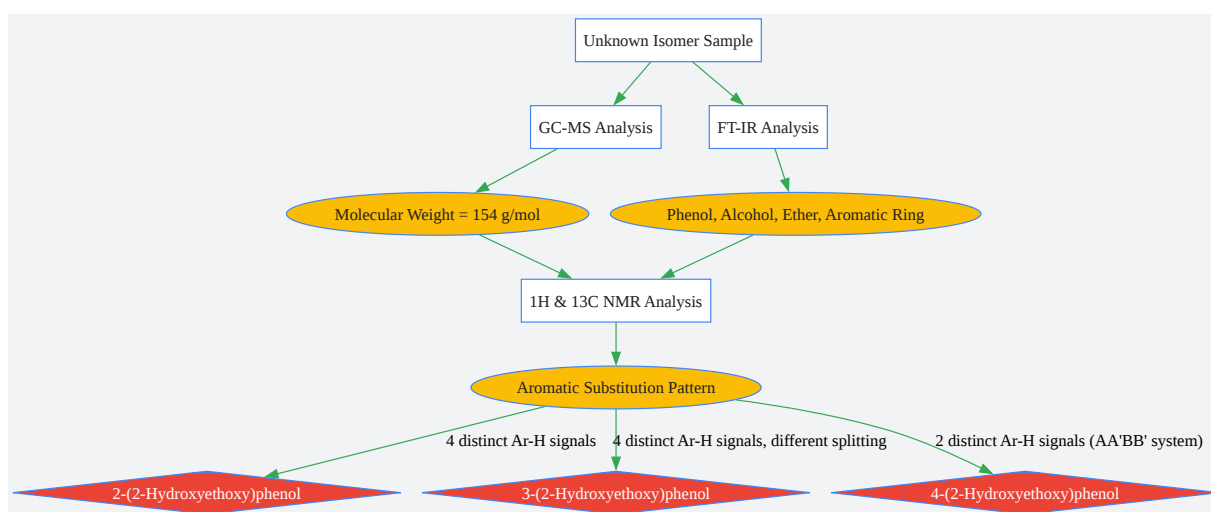 Unknown Isomer Sample
GC-MS Analysis
FT-IR Analysis
Molecular Weight = 154 g/mol
Phenol, Alcohol, Ether, Aromatic Ring
1H & 13C NMR Analysis
Aromatic Substitution Pattern
4 distinct Ar-H signals
4 distinct Ar-H signals, different splitting
2 distinct Ar-H signals (AA'BB' system)
2-(2-Hydroxyethoxy)phenol
3-(2-Hydroxyethoxy)phenol
4-(2-Hydroxyethoxy)phenol